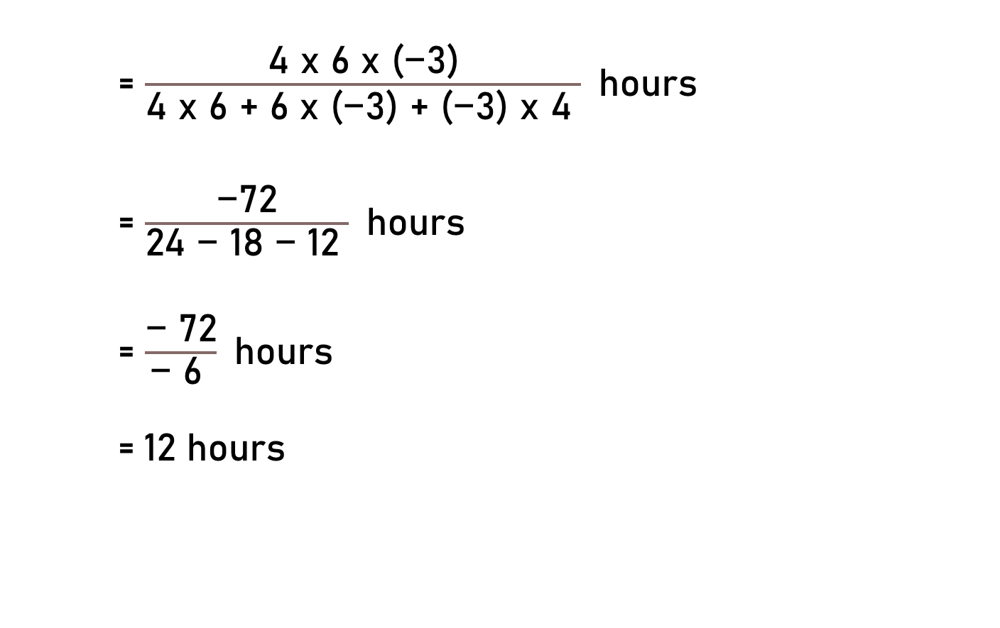 4 x 6 x (−3)
= hours
4 x 6 + 6 x (−3) + (−3) x 4
−72
= hours
24 − 18 − 12
− 72
= hours
− 6
= 12 hours